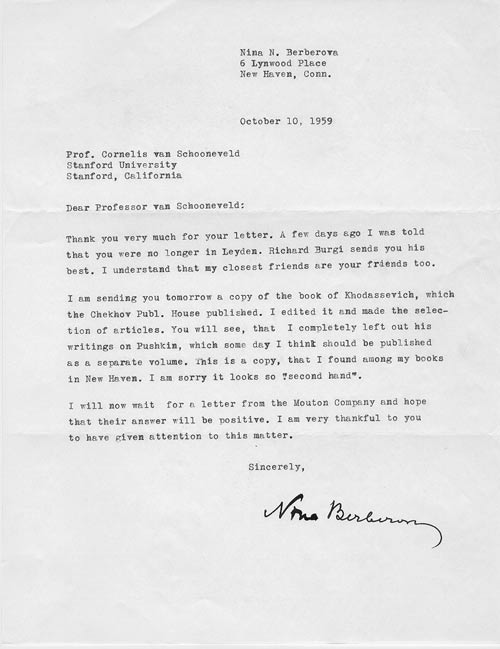 Nina N. Berberova
6 Lynwood Place
New Haven, Conn.
October 10, 1959
Prof. Cornelis van Schooneveld
Stanford University
Stanford, California
Dear Professor van Schooneveld:
Thank you very much for your letter. A few days ago I was told
that you were no longer in Leyden. Richard Burgi sends you his
best. I understand that my closest friends are your friends too.
I am sending you tomorrow a copy of the book of Khodassevich, which
the Chekhov Publ. House published. I edited it and made the selec-
tion of articles. You will see, that I completely left out his
writings on Pushkin, which some day I think should be published
as a separate volume. This is a copy, that I found among my books
in New Haven. I am sorry it looks so "second hand".
I will now wait for a letter from the Mouton Company and hope
that their answer will be positive. I am very thankful to you
to have given attention to this matter.
Sincerely,
Nina Berberova